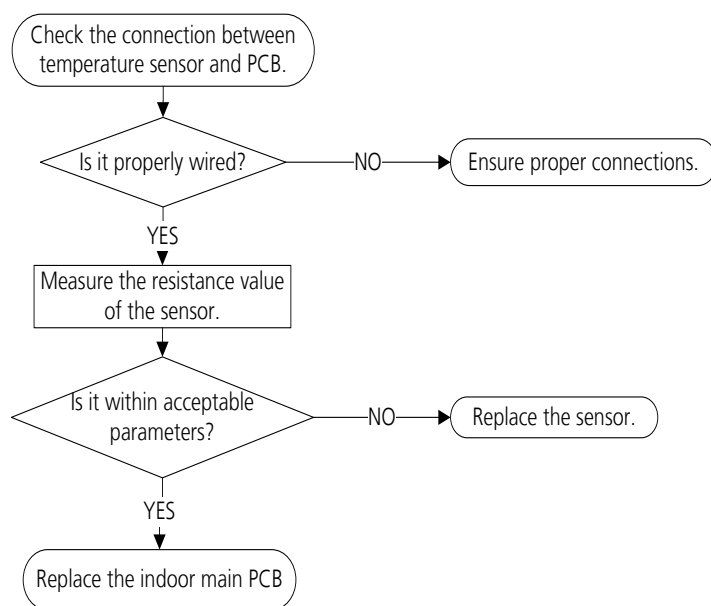 Check the connection between
temperature sensor and PCB.
Is it properly wired?
NO
Ensure proper connections.
YES
Measure the resistance value
of the sensor.
Is it within acceptable
parameters?
NO
Replace the sensor.
YES
Replace the indoor main PCB